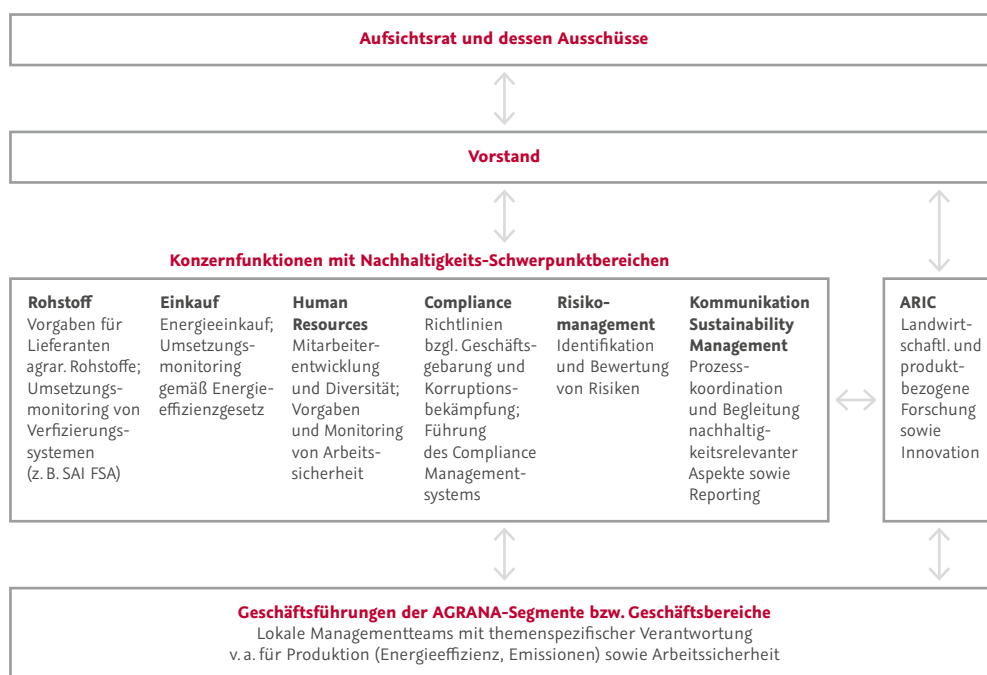 Aufsichtsrat und dessen Ausschüsse
Vorstand
Konzernfunktionen mit Nachhaltigkeits-Schwerpunktbereichen
Rohstoff
Vorgaben für
Lieferanten
agrar. Rohstoffe;
Umsetzungs-
monitoring von
Verfizierungs-
systemen
(z. B. SAI FSA)
Einkauf
Energieeinkauf;
Umsetzungs-
monitoring
gemäß Energie-
effizienzgesetz
Human
Resources
Mitarbeiter-
entwicklung
und Diversität;
Vorgaben
und Monitoring
von Arbeits-
sicherheit
Compliance
Richtlinien
bzgl. Geschäfts-
gebarung und
Korruptions-
bekämpfung;
Führung
des Compliance
Management-
systems
Risiko-
management
Identifikation
und Bewertung
von Risiken
Kommunikation
Sustainability
Management
Prozess-
koordination
und Begleitung
nachhaltig-
keitsrelevanter
Aspekte sowie
Reporting
ARIC
Landwirt-
schaftl. und
produkt-
bezogene
Forschung
sowie
Innovation
Geschäftsführungen der AGRANA-Segmente bzw. Geschäftsbereiche
Lokale Managementteams mit themenspezifischer Verantwortung
v. a. für Produktion (Energieeffizienz, Emissionen) sowie Arbeitssicherheit